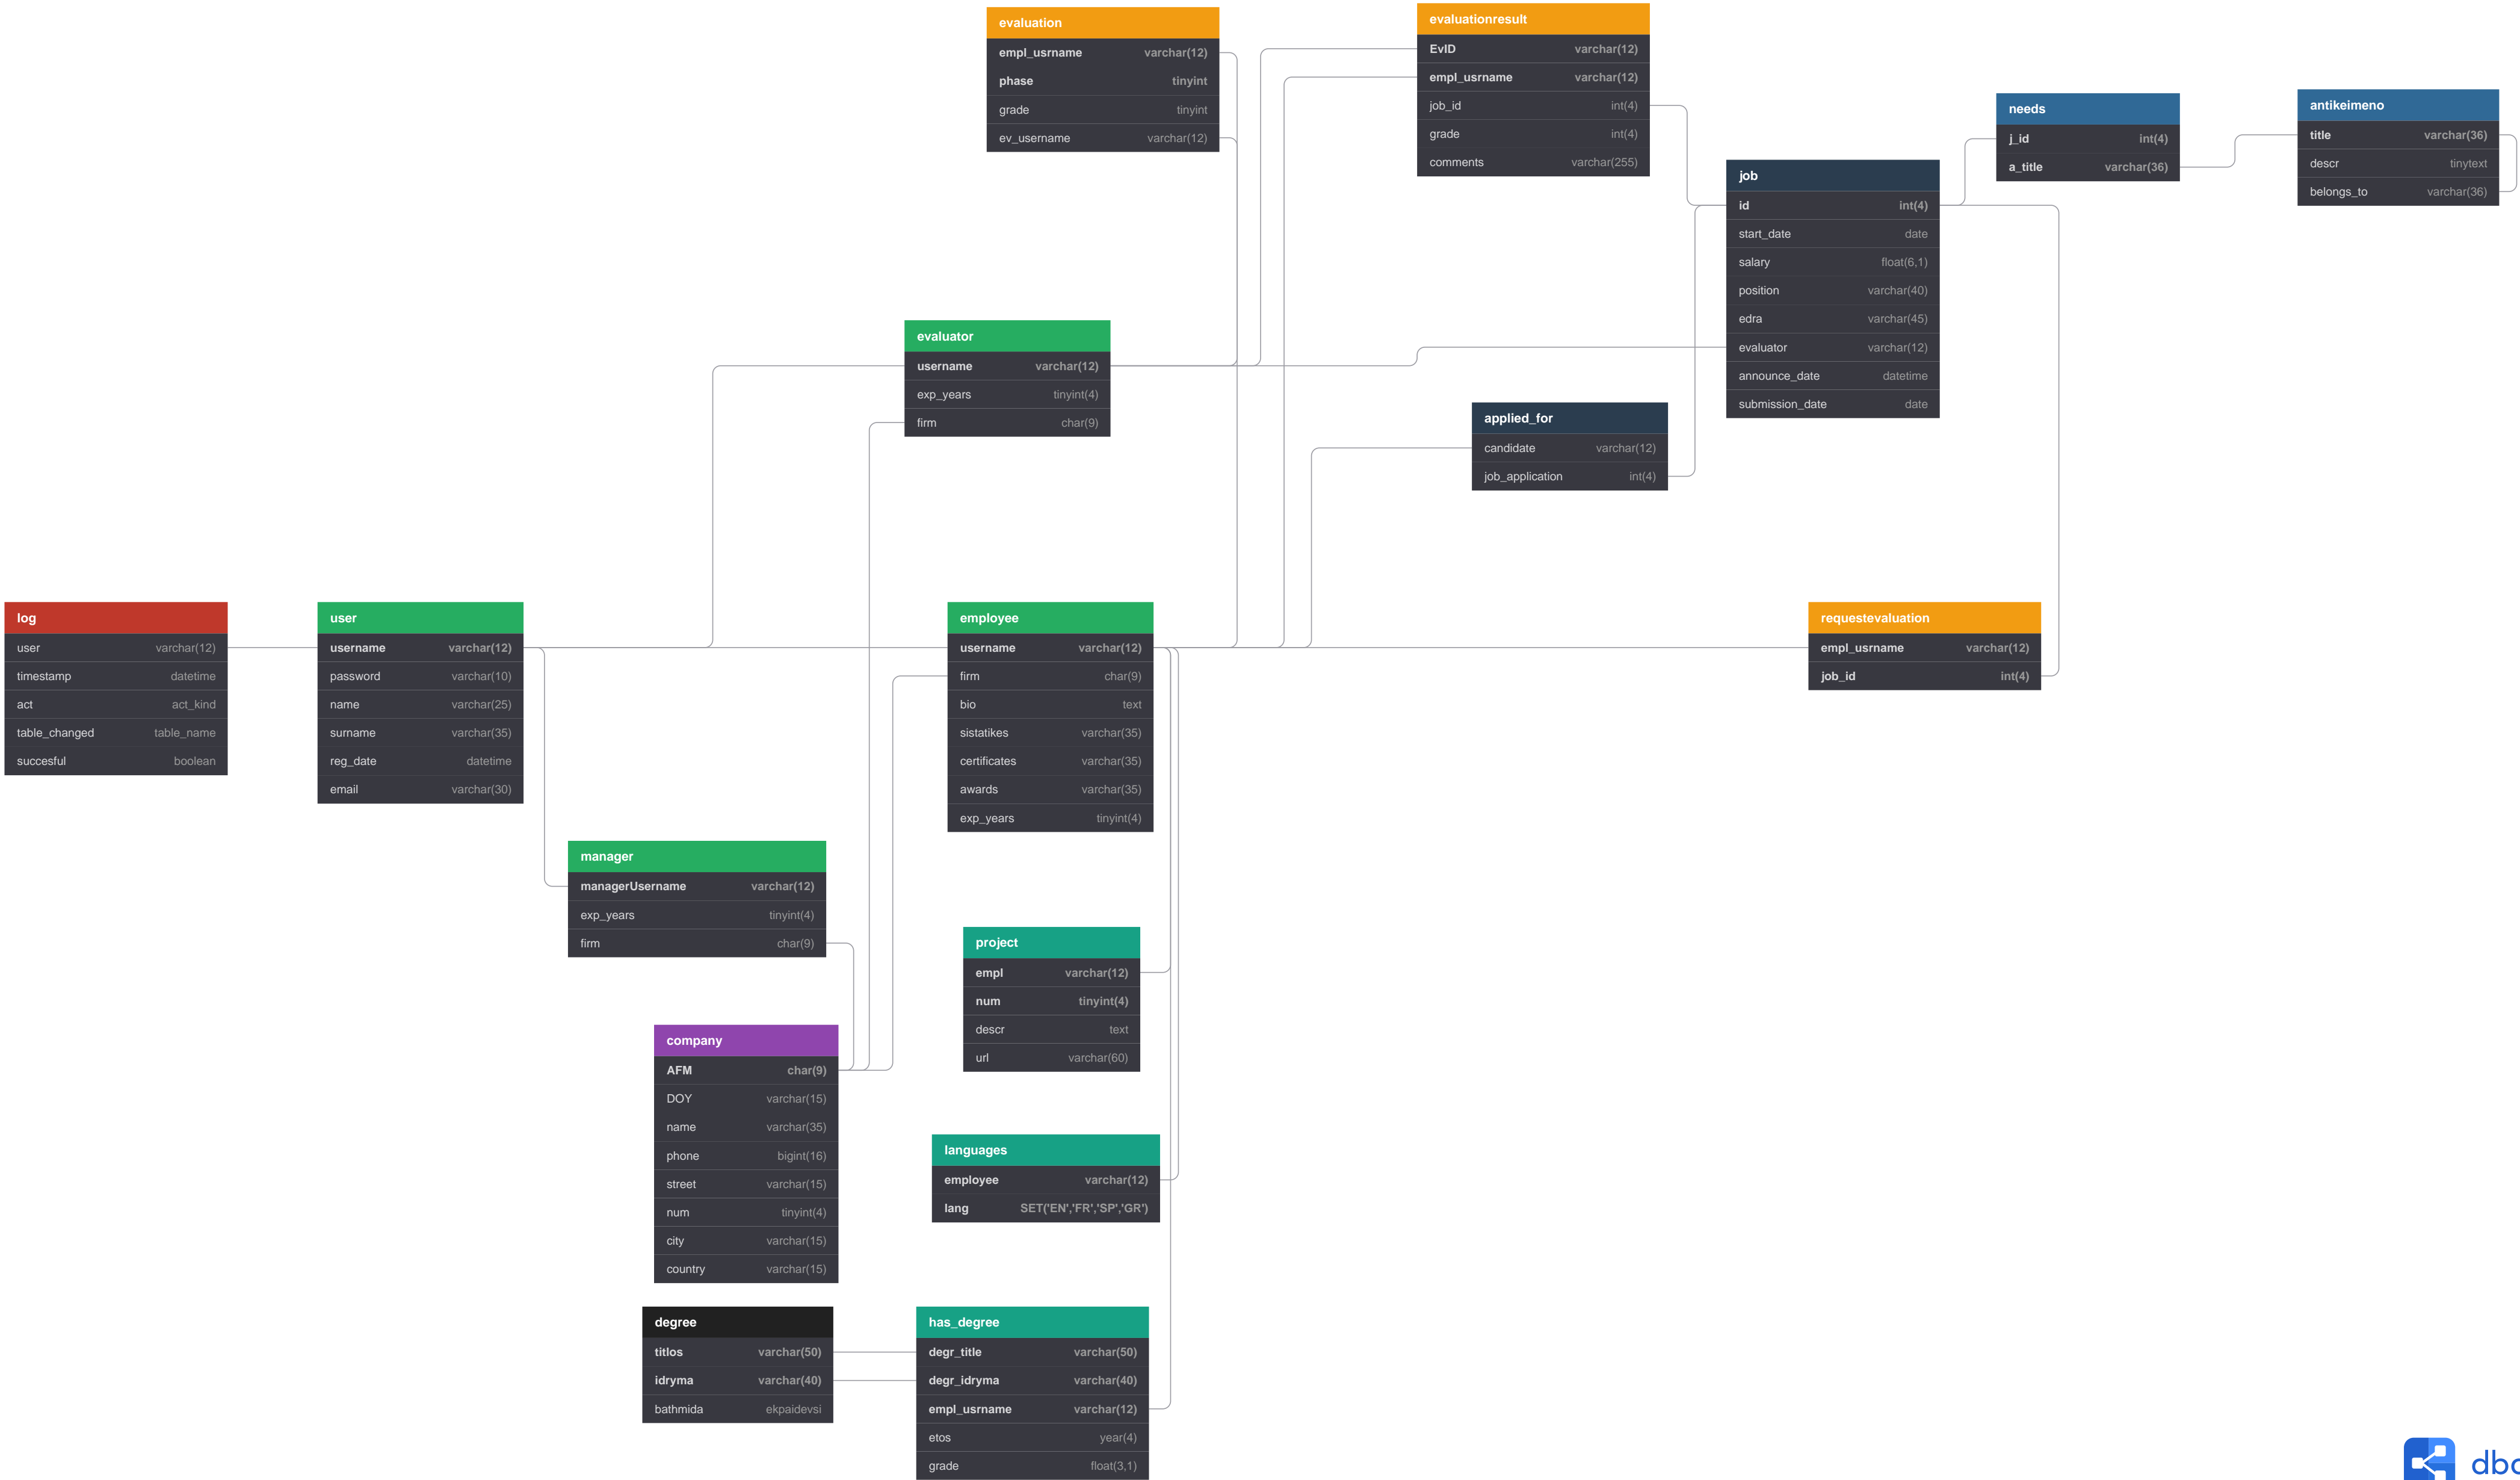 evaluation
empl_usrname varchar(12)
phase tinyint
grade tinyint
ev_username varchar(12)
evaluationresult
EvID varchar(12)
empl_usrname varchar(12)
job_id int(4)
grade int(4)
comments varchar(255)
needs
j_id int(4)
a_title varchar(36)
antikeimeno
title varchar(36)
descr tinytext
belongs_to varchar(36)
job
id int(4)
start_date date
salary float(6,1)
position varchar(40)
edra varchar(45)
evaluator varchar(12)
announce_date datetime
submission_date date
evaluator
username varchar(12)
exp_years tinyint(4)
firm char(9)
applied_for
candidate varchar(12)
job_application int(4)
log
user varchar(12)
timestamp datetime
act act_kind
table_changed table_name
succesful boolean
user
username varchar(12)
password varchar(10)
name varchar(25)
surname varchar(35)
reg_date datetime
email varchar(30)
employee
username varchar(12)
firm char(9)
bio text
sistatikes varchar(35)
certificates varchar(35)
awards varchar(35)
exp_years tinyint(4)
requestevaluation
empl_usrname varchar(12)
job_id int(4)
manager
managerUsername varchar(12)
exp_years tinyint(4)
firm char(9)
project
empl varchar(12)
num tinyint(4)
descr text
url varchar(60)
company
AFM char(9)
DOY varchar(15)
name varchar(35)
phone bigint(16)
street varchar(15)
num tinyint(4)
city varchar(15)
country varchar(15)
languages
employee varchar(12)
lang SET('EN','FR','SP','GR')
degree
titlos varchar(50)
idryma varchar(40)
bathmida ekpaidevsi
has_degree
degr_title varchar(50)
degr_idryma varchar(40)
empl_usrname varchar(12)
etos year(4)
grade float(3,1)